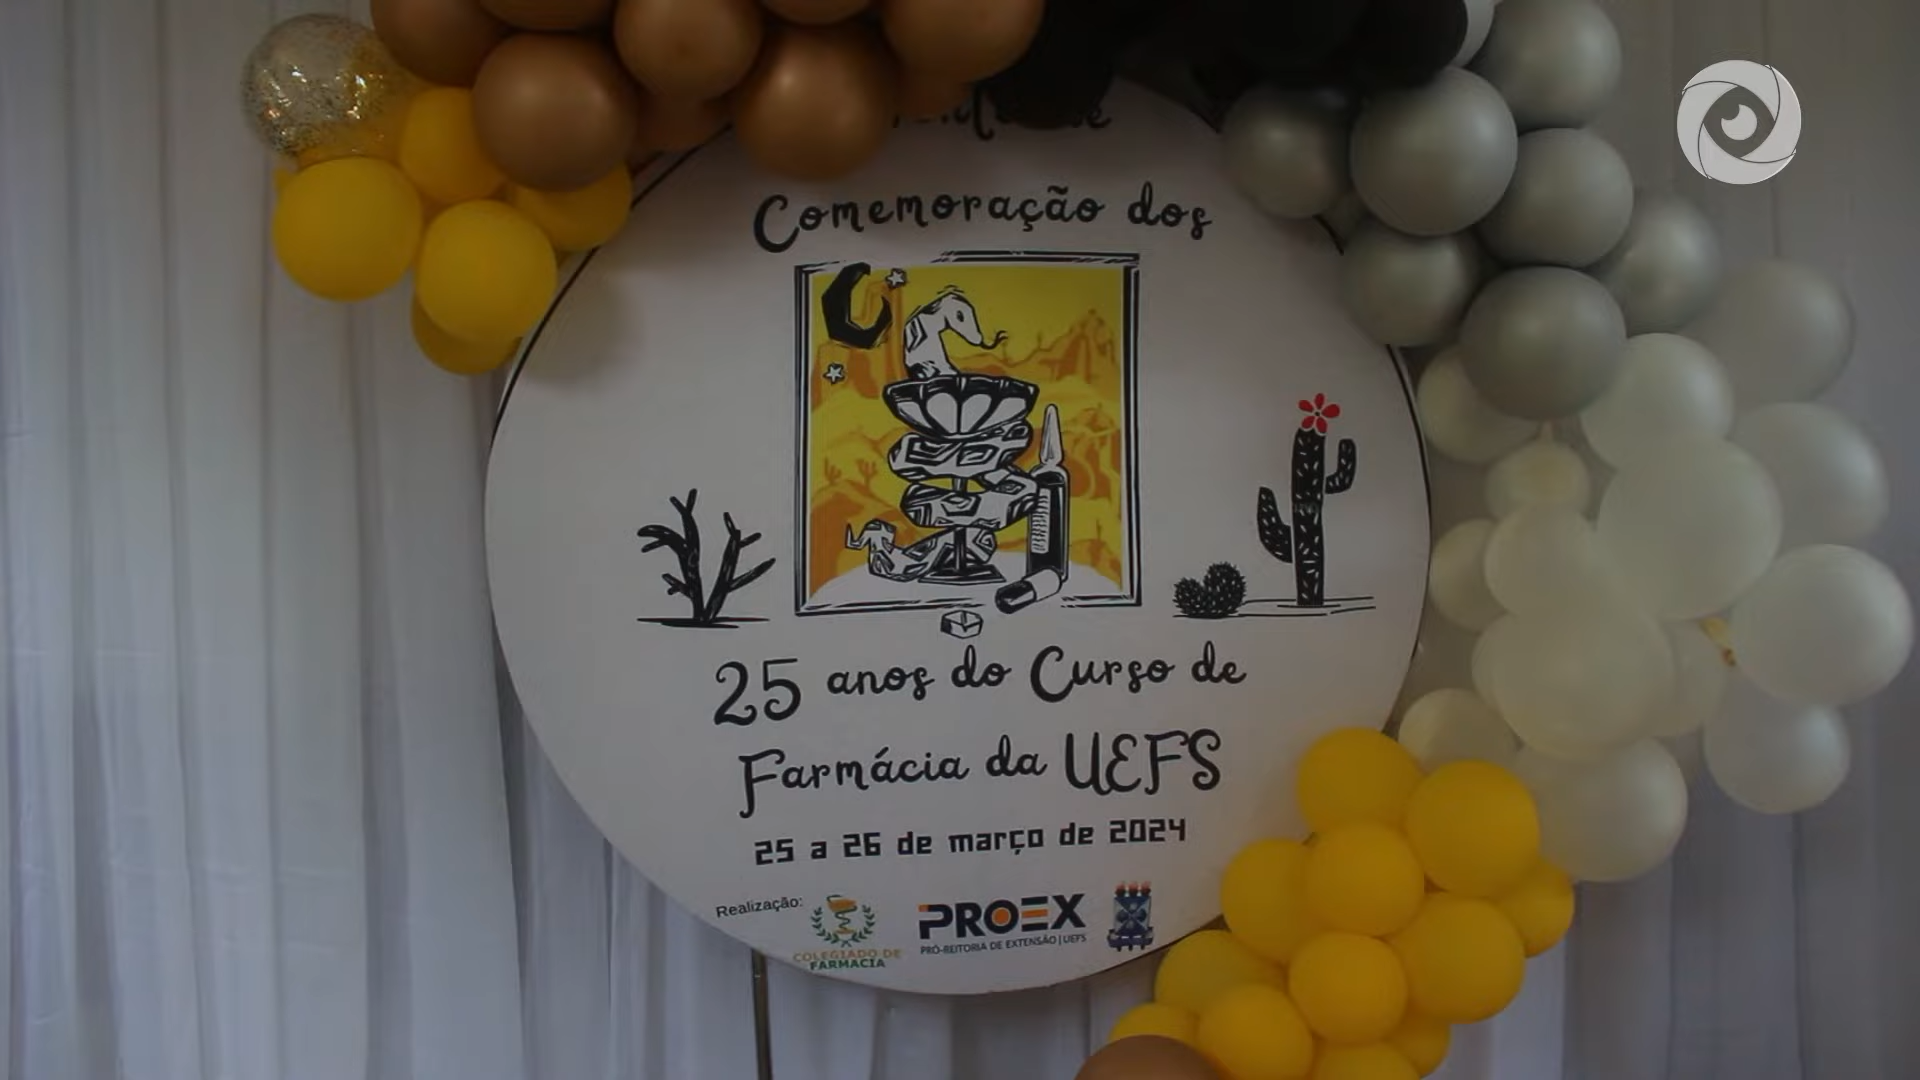 Comemoração dos
25 anos do Curso de
Farmácia da UEFS
25 a 26 de março de 2024
Realização:
COLEGIADO DE
FARMÁCIA
PROEX
PRÓ-REITORIA DE EXTENSÃO | UEFS